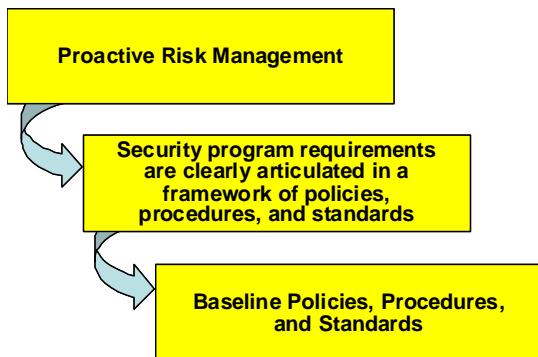 Proactive Risk Management
Security program requirements
are clearly articulated in a
framework of policies,
procedures, and standards
Baseline Policies, Procedures,
and Standards